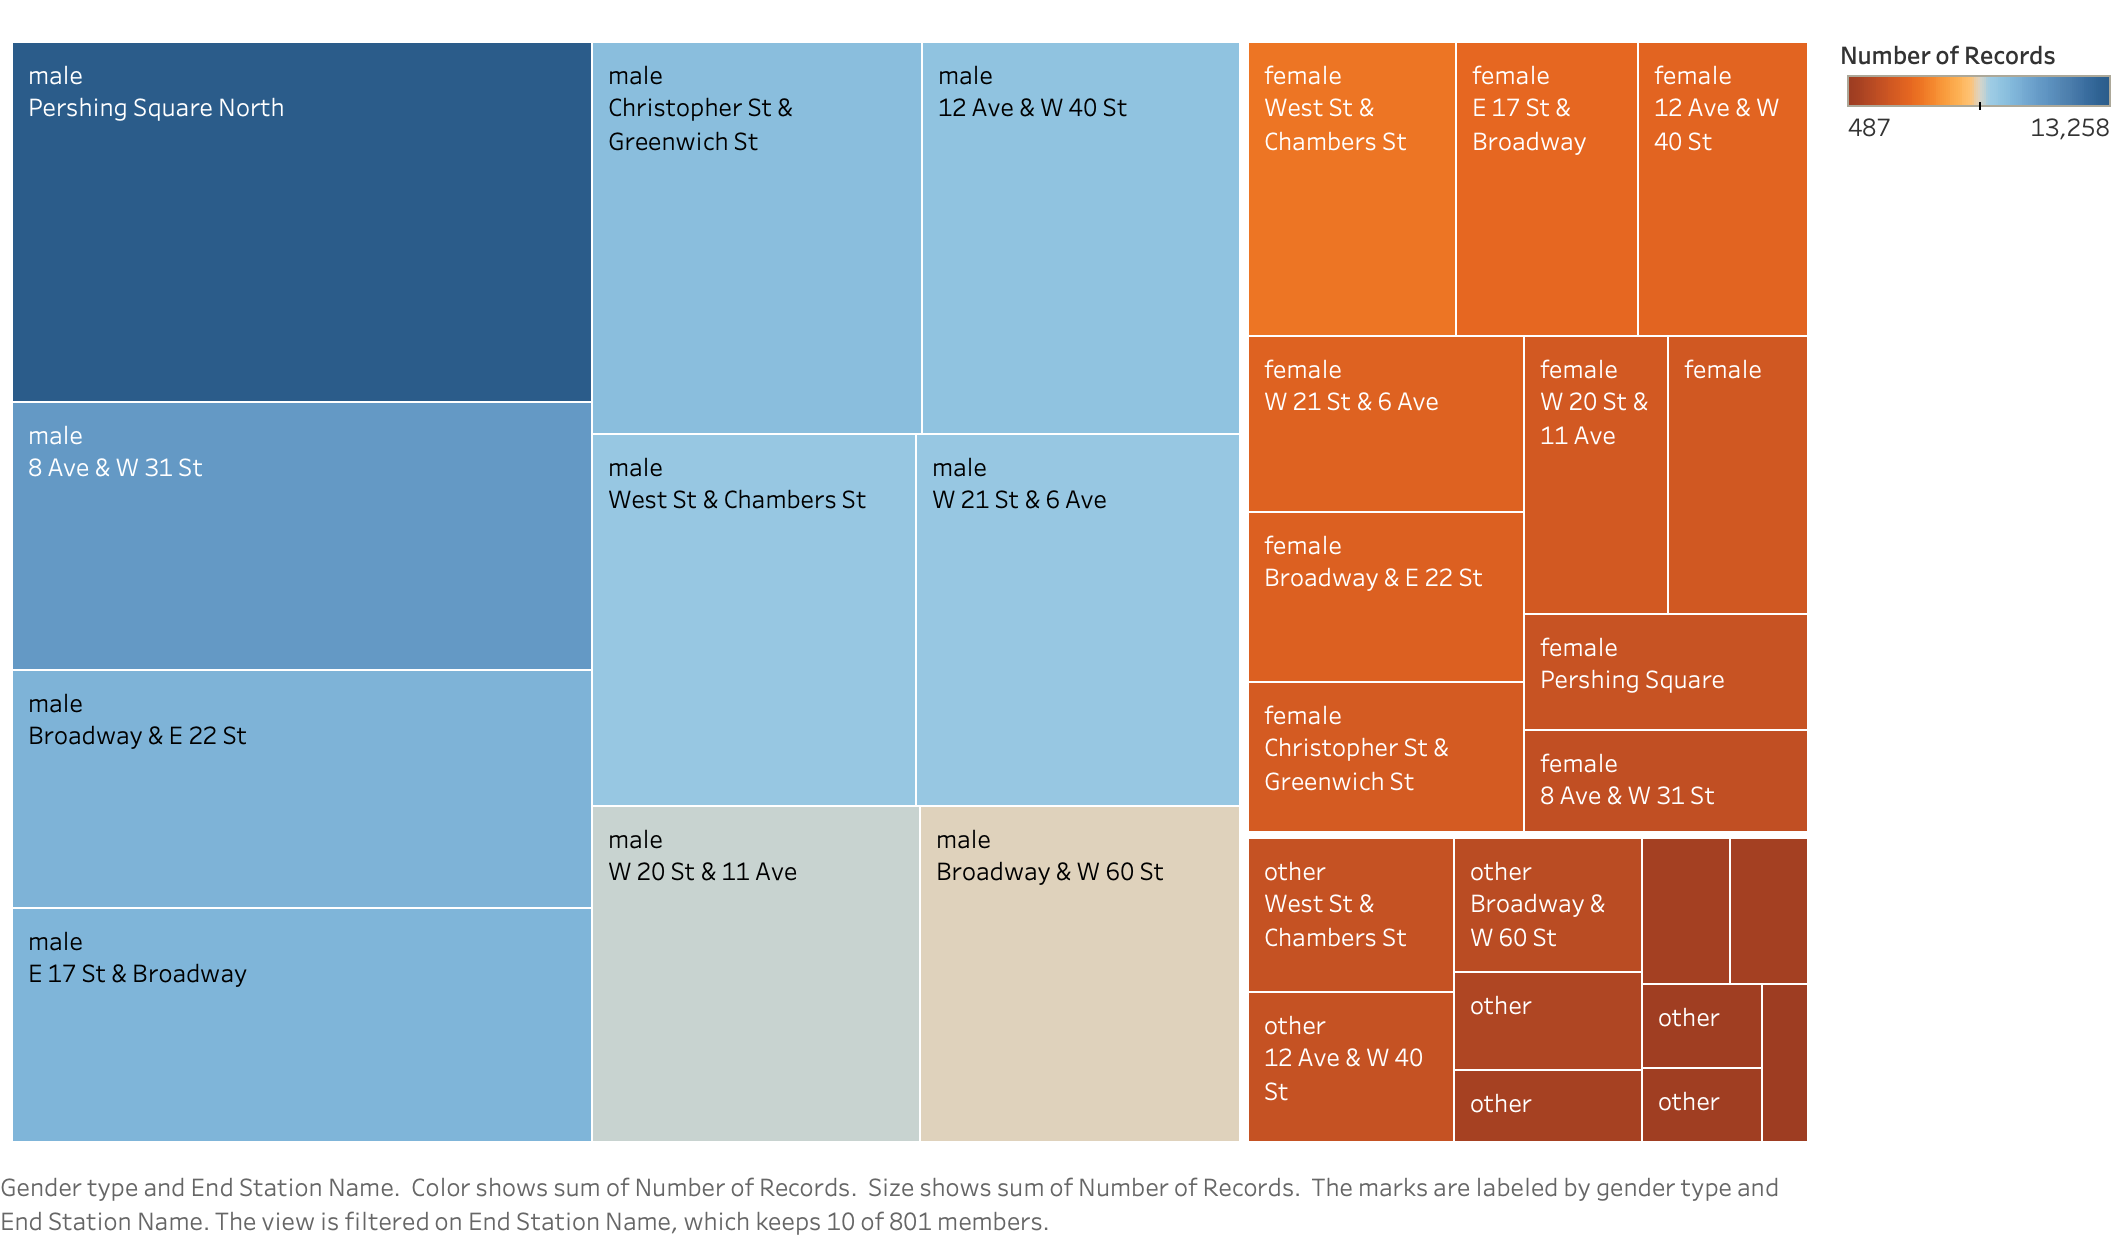 male
Pershing Square North
male
8 Ave & W 31 St
male
Broadway & E 22 St
male
E 17 St & Broadway
male
Christopher St &
Greenwich St
male
12 Ave & W 40 St
male
West St & Chambers St
male
W 21 St & 6 Ave
male
W 20 St & 11 Ave
male
Broadway & W 60 St
female
West St &
Chambers St
female
E 17 St &
Broadway
female
12 Ave & W
40 St
female
W 21 St & 6 Ave
female
Broadway & E 22 St
female
Christopher St &
Greenwich St
female
W 20 St &
11 Ave
female
female
Pershing Square
female
8 Ave & W 31 St
other
West St &
Chambers St
other
12 Ave & W 40
St
other
Broadway &
W 60 St
other
other
other
other
Number of Records
487 13,258
Gender type and End Station Name.  Color shows sum of Number of Records.  Size shows sum of Number of Records.  The marks are labeled by gender type and
End Station Name. The view is filtered on End Station Name, which keeps 10 of 801 members.